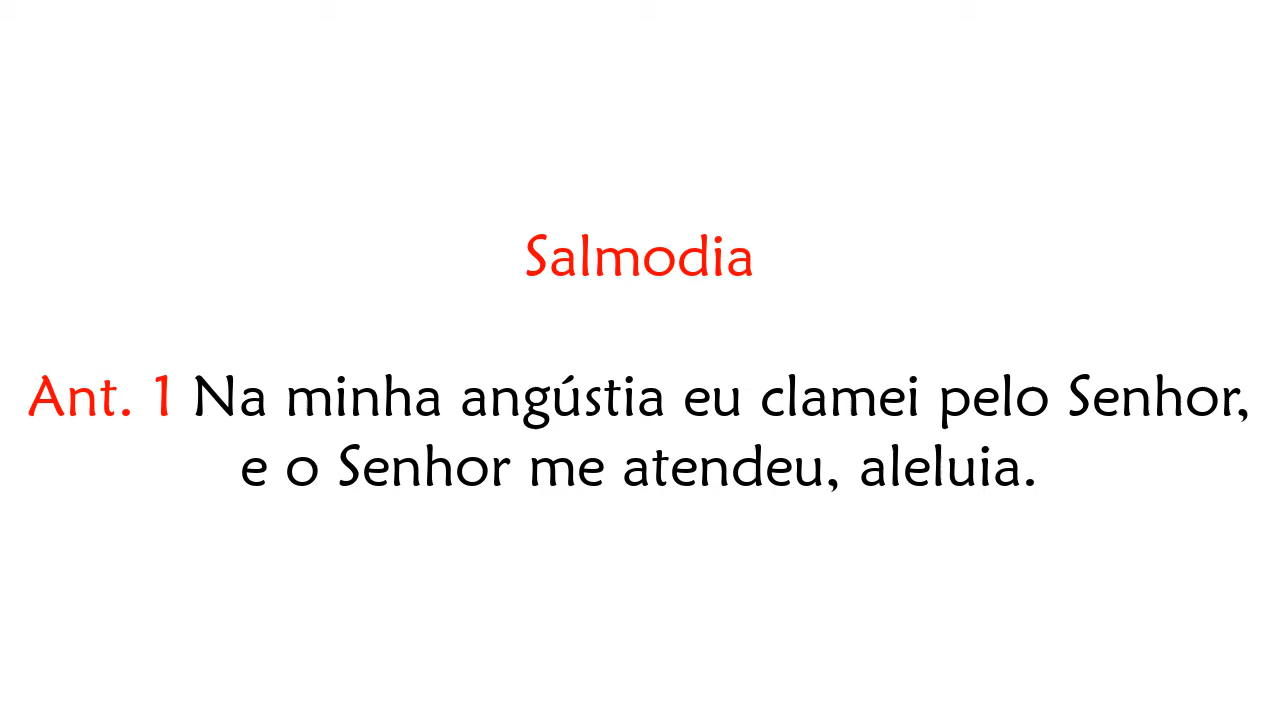 Salmodia
Ant. 1 Na minha angústia eu clamei pelo Senhor,
e o Senhor me atendeu, aleluia.